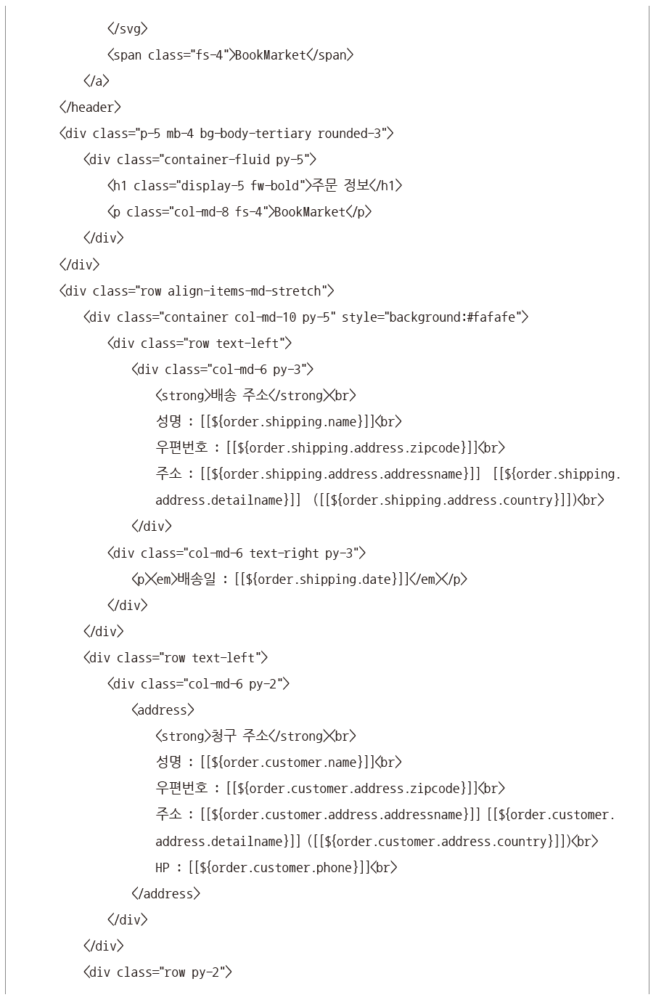 </svg>
<span class="fs-4">BookMarket</span>
</a>
</header>
<div class="p-5 mb-4 bg-body-tertiary rounded-3">
<div class="container-fluid py-5">
<h1 class="display-5 fw-bold">주문 정보</h1>
<p class="col-md-8 fs-4">BookMarket</p>
</div>
</div>
<div class="row align-items-md-stretch">
<div class="container col-md-10 py-5" style="background:#fafafe">
<div class="row text-left">
<div class="col-md-6 py-3">
<strong>배송 주소</strong><br>
성명 : [[${order.shipping.name}]]<br>
우편번호 : [[${order.shipping.address.zipcode}]]<br>
주소 : [[${order.shipping.address.addressname}]] [[${order.shipping.
address.detailname}]] ([[${order.shipping.address.country}]])<br>
</div>
<div class="col-md-6 text-right py-3">
<p><em>배송일 : [[${order.shipping.date}]]</em></p>
</div>
</div>
<div class="row text-left">
<div class="col-md-6 py-2">
<address>
<strong>청구 주소</strong><br>
성명 : [[${order.customer.name}]]<br>
우편번호 : [[${order.customer.address.zipcode}]]<br>
주소 : [[${order.customer.address.addressname}]] [[${order.customer.
address.detailname}]] ([[${order.customer.address.country}]])<br>
HP : [[${order.customer.phone}]]<br>
</address>
</div>
</div>
<div class="row py-2">